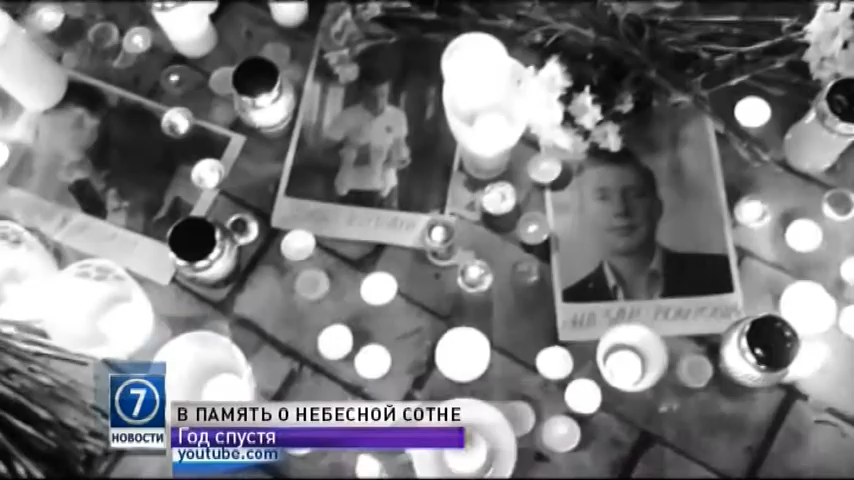 7
НОВОСТИ
В ПАМЯТЬ О НЕБЕСНОЙ СОТНЕ
Год спустя
youtube.com